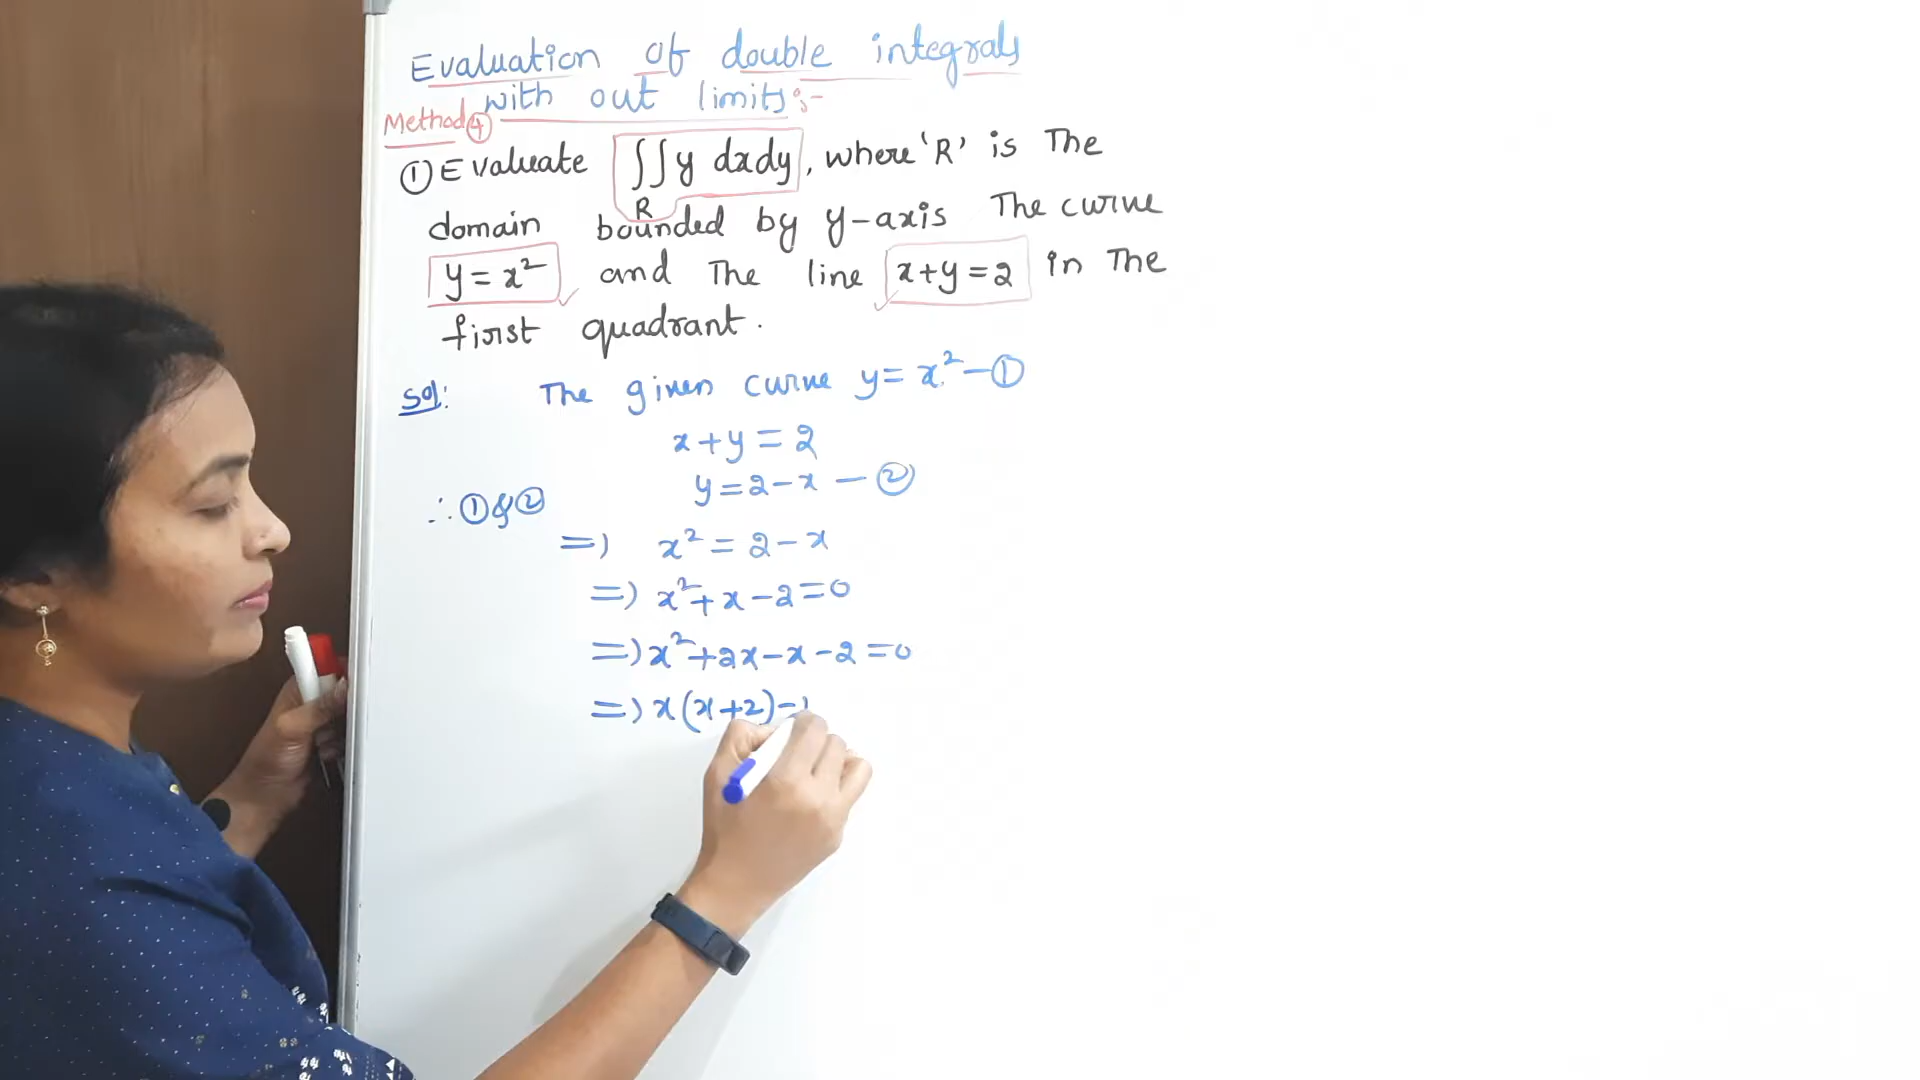 Evaluation of double integrals
with out limits:-
Method ④
① Evaluate ∬ y dxdy, where 'R' is The
R
domain bounded by y-axis The curve
y = x² and The line x+y=2 in The
first quadrant.
Sol: The given curve y = x² - ①
x+y = 2
y = 2-x - ②
∴ ① & ②
=> x² = 2-x
=> x²+x-2=0
=> x²+2x-x-2=0
=> x(x+2)-